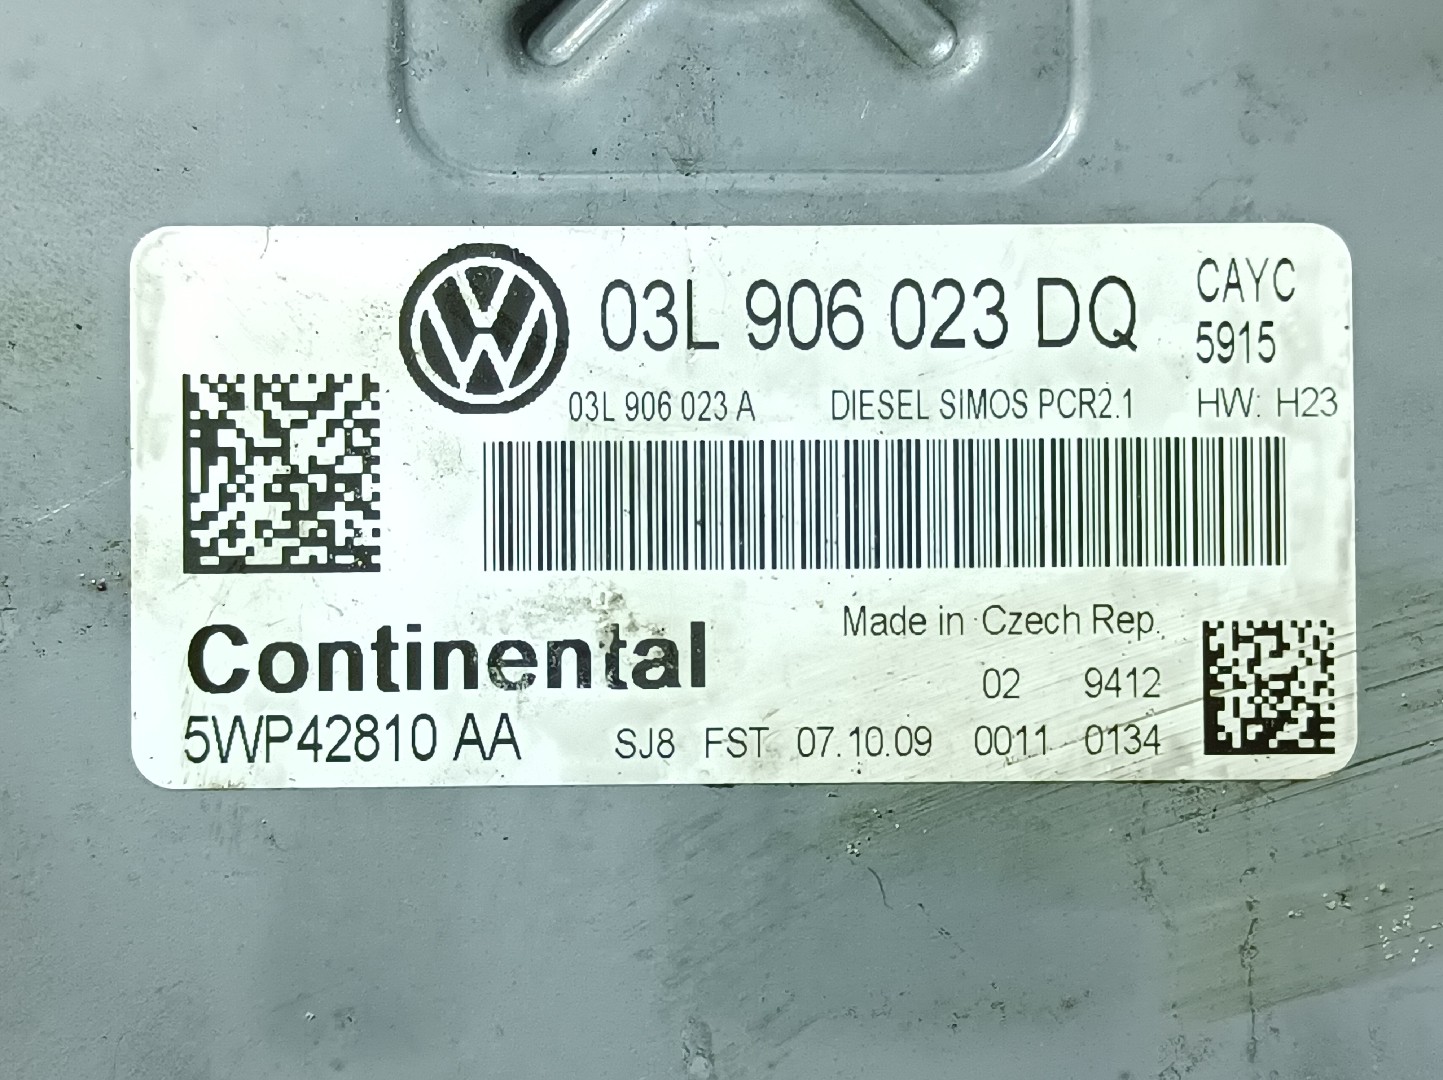 03L 906 023 DQ CAYC
5915
03L 906 023 A DIESEL SIMOS PCR2.1 HW: H23
Continental Made in Czech Rep.
02 9412
5WP42810 AA SJ8 FST 07.10.09 0011 0134